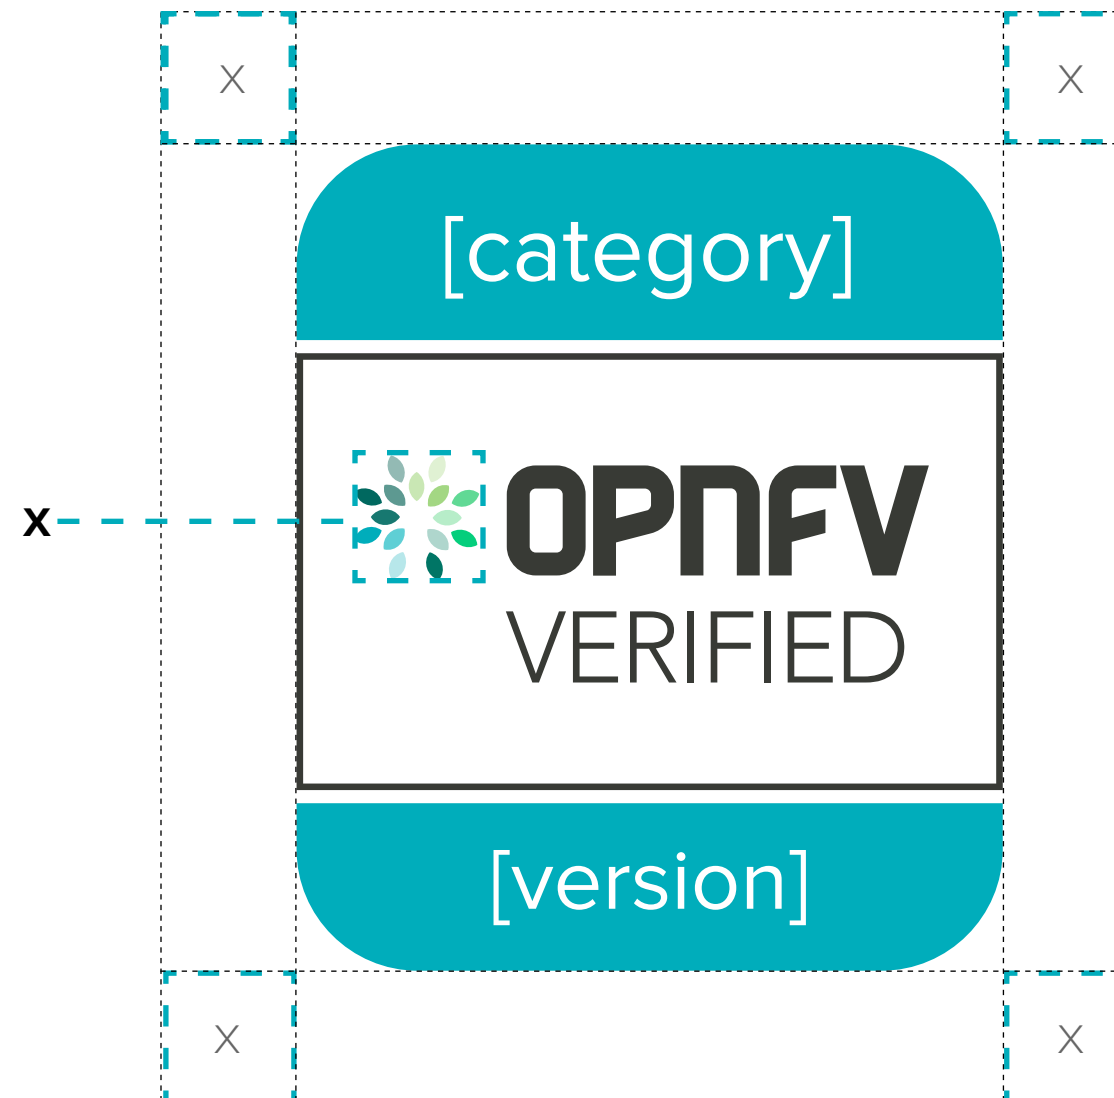 X X
[category]
X
OPNFV
VERIFIED
[version]
X X